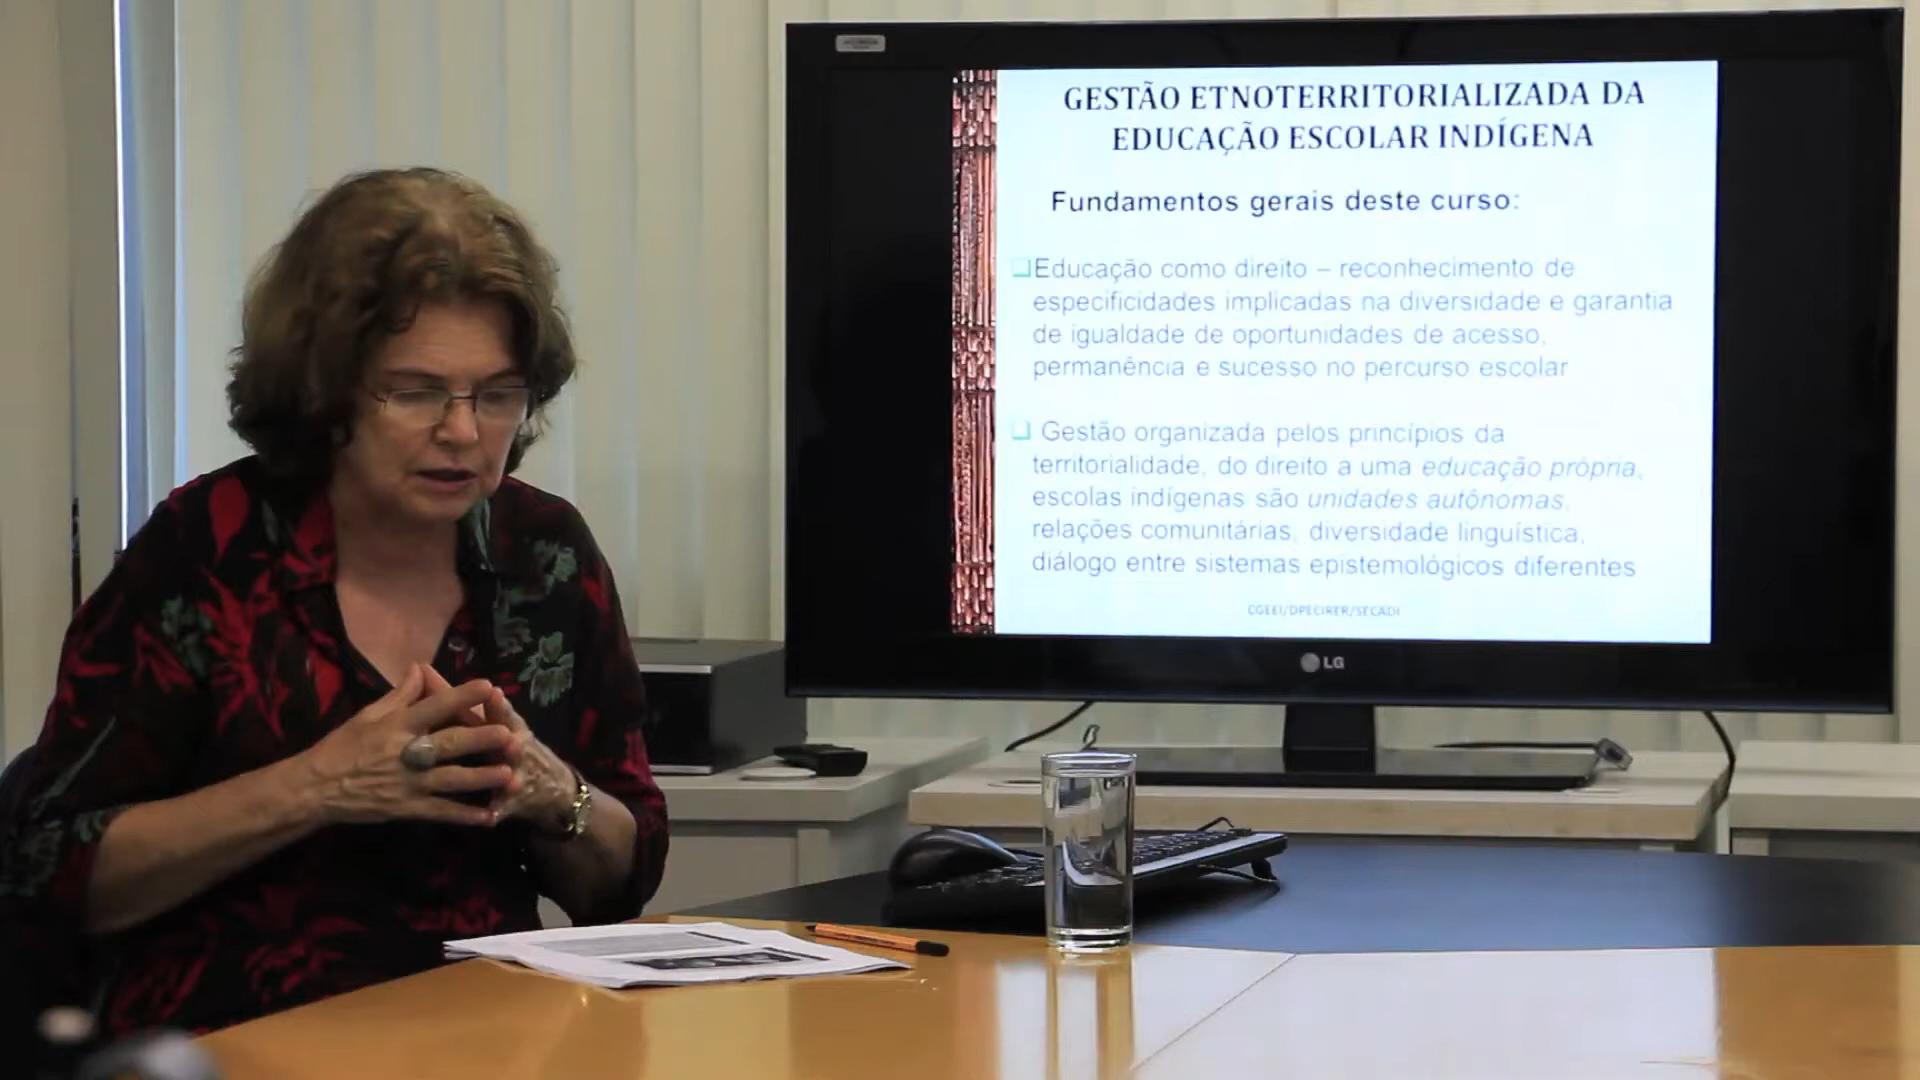 GESTÃO ETNOTERRITORIALIZADA DA
EDUCAÇÃO ESCOLAR INDÍGENA
Fundamentos gerais deste curso:
Educação como direito – reconhecimento de
especificidades implicadas na diversidade e garantia
de igualdade de oportunidades de acesso,
permanência e sucesso no percurso escolar
Gestão organizada pelos princípios da
territorialidade, do direito a uma educação própria,
escolas indígenas são unidades autônomas,
relações comunitárias, diversidade linguística,
diálogo entre sistemas epistemológicos diferentes
CGEEI/DPECIRER/SECADI
LG